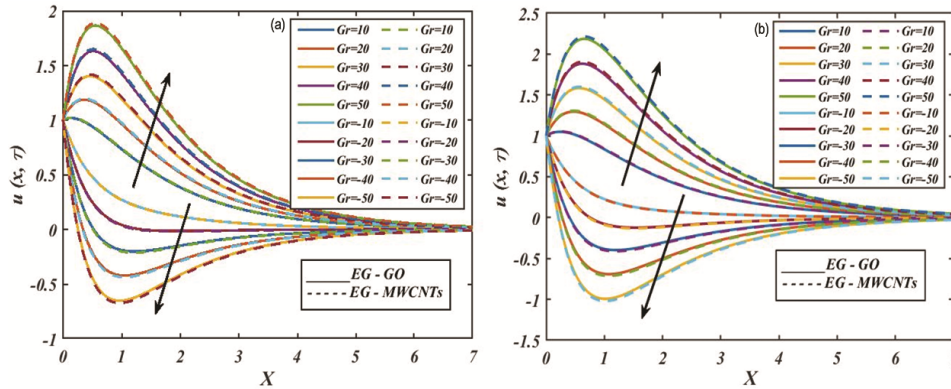 (a)
Gr=10 Gr=10
Gr=20 Gr=20
Gr=30 Gr=30
Gr=40 Gr=40
Gr=50 Gr=50
Gr=-10 Gr=-10
Gr=-20 Gr=-20
Gr=-30 Gr=-30
Gr=-40 Gr=-40
Gr=-50 Gr=-50
EG - GO
EG - MWCNTs
u (x, τ)
2
1.5
1
0.5
0
-0.5
-1
0 1 2 3 4 5 6 7
X
(b)
Gr=10 Gr=10
Gr=20 Gr=20
Gr=30 Gr=30
Gr=40 Gr=40
Gr=50 Gr=50
Gr=-10 Gr=-10
Gr=-20 Gr=-20
Gr=-30 Gr=-30
Gr=-40 Gr=-40
Gr=-50 Gr=-50
EG - GO
EG - MWCNTs
u (x, τ)
2.5
2
1.5
1
0.5
0
-0.5
-1
-1.5
0 1 2 3 4 5 6 7
X